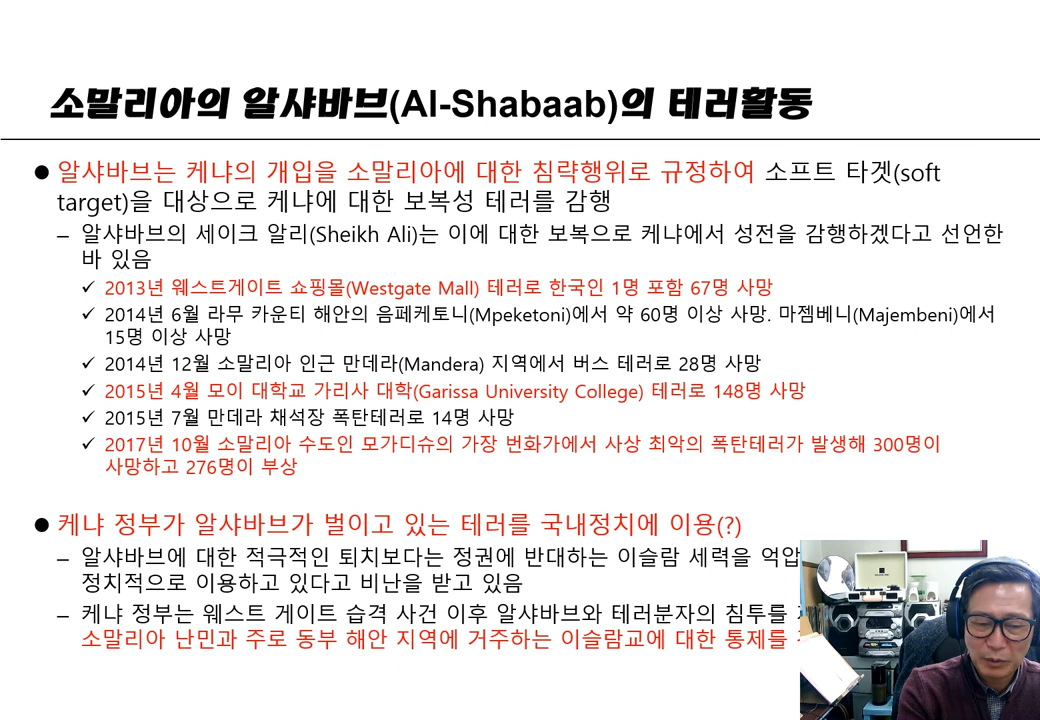 소말리아의 알샤바브(Al-Shabaab)의 테러활동
● 알샤바브는 케냐의 개입을 소말리아에 대한 침략행위로 규정하여 소프트 타겟(soft
target)을 대상으로 케냐에 대한 보복성 테러를 감행
– 알샤바브의 세이크 알리(Sheikh Ali)는 이에 대한 보복으로 케냐에서 성전을 감행하겠다고 선언한
바 있음
✓ 2013년 웨스트게이트 쇼핑몰(Westgate Mall) 테러로 한국인 1명 포함 67명 사망
✓ 2014년 6월 라무 카운티 해안의 음페케토니(Mpeketoni)에서 약 60명 이상 사망. 마젬베니(Majembeni)에서
15명 이상 사망
✓ 2014년 12월 소말리아 인근 만데라(Mandera) 지역에서 버스 테러로 28명 사망
✓ 2015년 4월 모이 대학교 가리사 대학(Garissa University College) 테러로 148명 사망
✓ 2015년 7월 만데라 채석장 폭탄테러로 14명 사망
✓ 2017년 10월 소말리아 수도인 모가디슈의 가장 번화가에서 사상 최악의 폭탄테러가 발생해 300명이
사망하고 276명이 부상
● 케냐 정부가 알샤바브가 벌이고 있는 테러를 국내정치에 이용(?)
– 알샤바브에 대한 적극적인 퇴치보다는 정권에 반대하는 이슬람 세력을 억압
정치적으로 이용하고 있다고 비난을 받고 있음
– 케냐 정부는 웨스트 게이트 습격 사건 이후 알샤바브와 테러분자의 침투를
소말리아 난민과 주로 동부 해안 지역에 거주하는 이슬람교에 대한 통제를